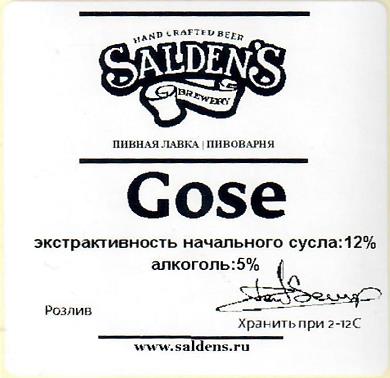 HAND CRAFTED BEER
SALDEN'S
BREWERY
ПИВНАЯ ЛАВКА | ПИВОВАРНЯ
Gose
экстрактивность начального сусла:12%
алкоголь:5%
Розлив
Хранить при 2-12С
www.saldens.ru